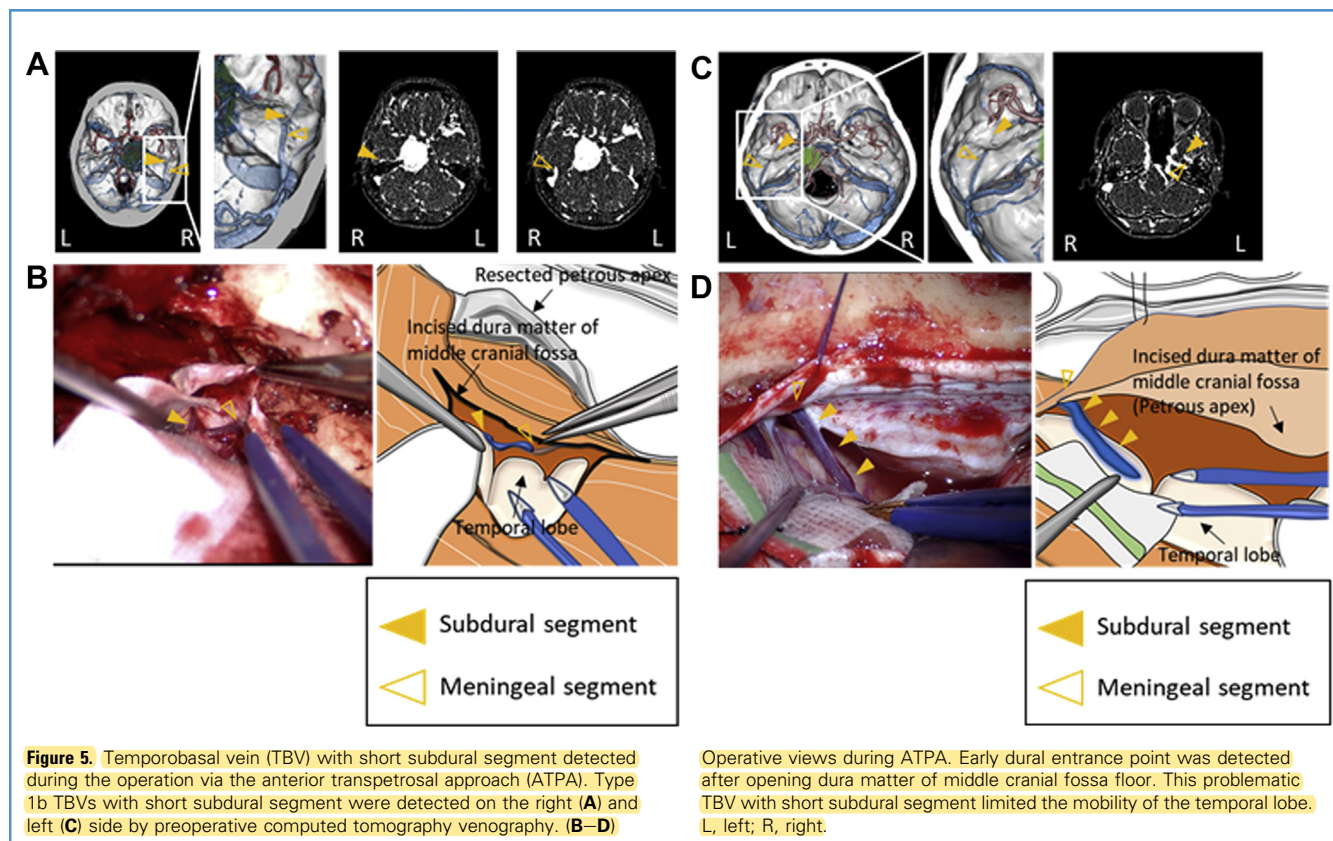 A
L
R
R
L
R
L
B
Resected petrous apex
Incised dura matter of
middle cranial fossa
Temporal lobe
Subdural segment
Meningeal segment
C
L
R
R
L
D
Incised dura matter of
middle cranial fossa
(Petrous apex)
Temporal lobe
Subdural segment
Meningeal segment
Figure 5. Temporobasal vein (TBV) with short subdural segment detected
during the operation via the anterior transpetrosal approach (ATPA). Type
1b TBVs with short subdural segment were detected on the right (A) and
left (C) side by preoperative computed tomography venography. (B–D)
Operative views during ATPA. Early dural entrance point was detected
after opening dura matter of middle cranial fossa floor. This problematic
TBV with short subdural segment limited the mobility of the temporal lobe.
L, left; R, right.